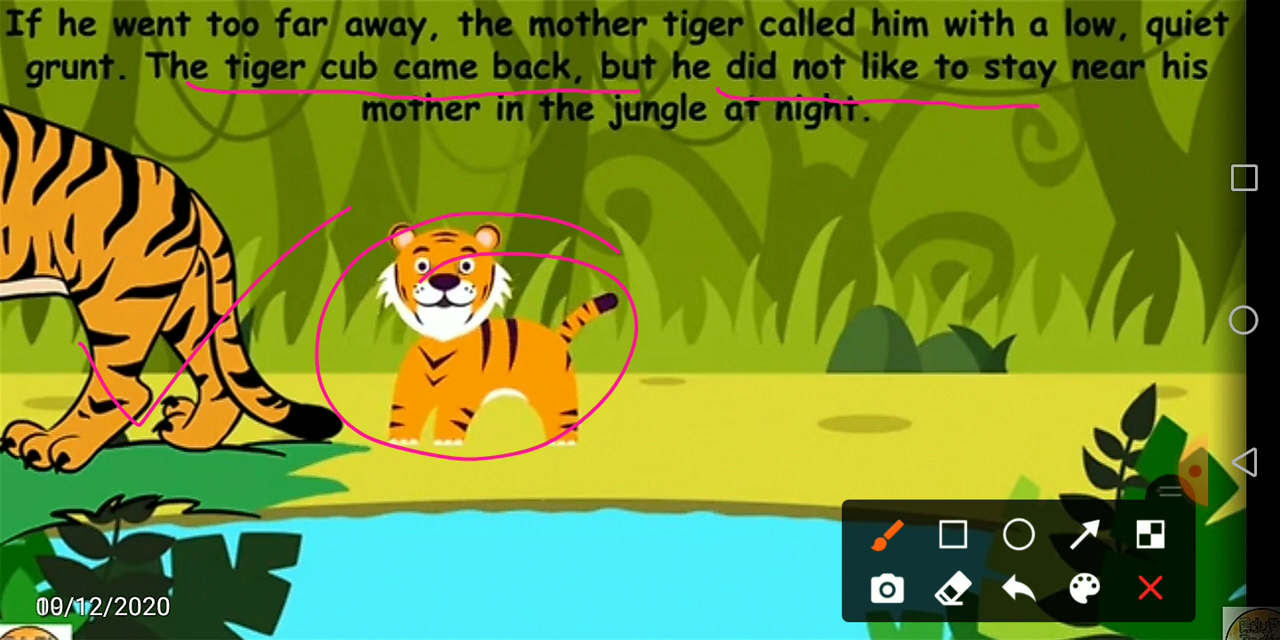 If he went too far away, the mother tiger called him with a low, quiet
grunt. The tiger cub came back, but he did not like to stay near his
mother in the jungle at night.
/12/2020